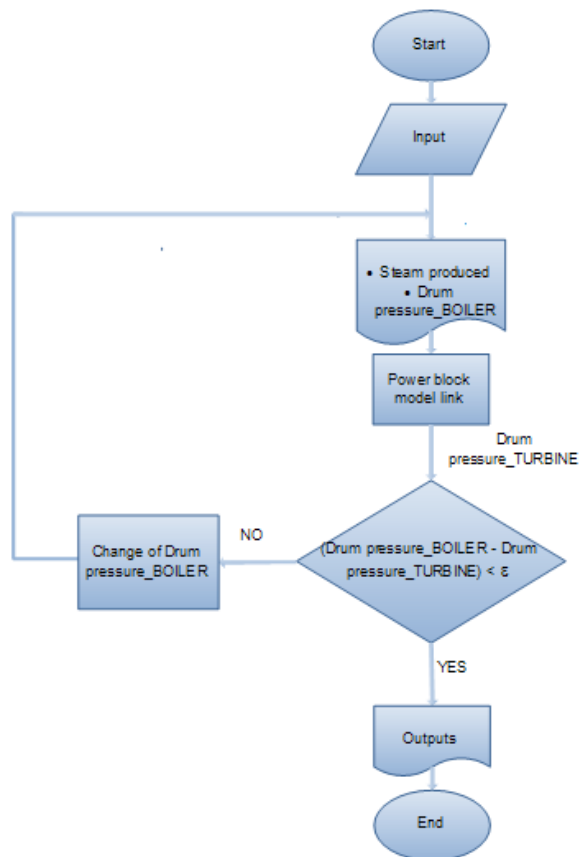 Start
Input
• Steam produced
• Drum
pressure_BOILER
Power block
model link
Drum
pressure_TURBINE
(Drum pressure_BOILER - Drum
pressure_TURBINE) < ε
NO
Change of Drum
pressure_BOILER
YES
Outputs
End